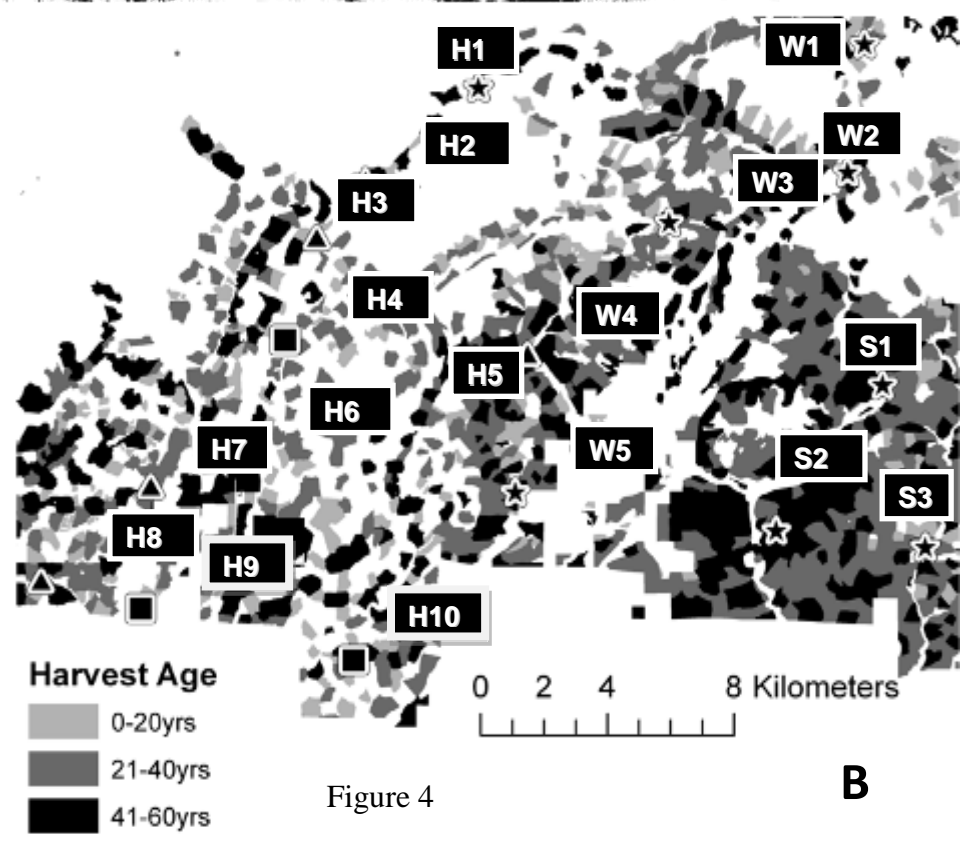 H1
W1
H2
W2
W3
H3
H4
W4
S1
H5
H6
H7
W5
S2
S3
H8
H9
H10
Harvest Age
0-20yrs
21-40yrs
41-60yrs
0 2 4 8 Kilometers
Figure 4
B